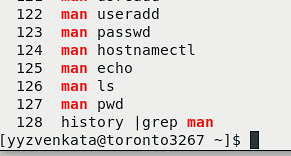 122 man useradd
123 man passwd
124 man hostnamectl
125 man echo
126 man ls
127 man pwd
128 history |grep man
[yyzvenkata@toronto3267 ~]$